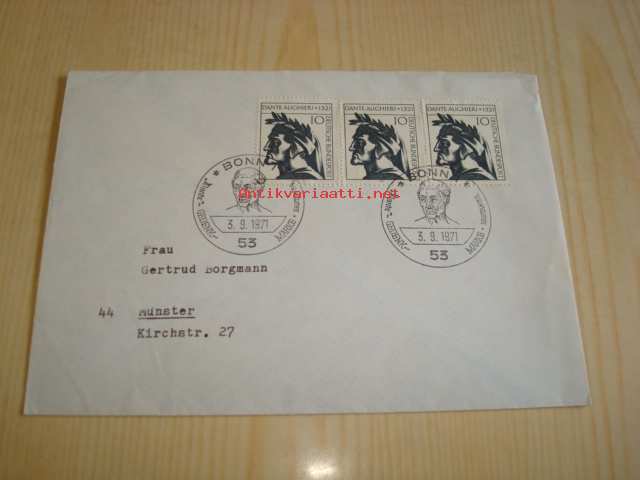 DANTE ALIGHIERI + 1321
10
DEUTSCHE BUNDESPOST
DANTE ALIGHIERI + 1321
10
DEUTSCHE BUNDESPOST
DANTE ALIGHIERI + 1321
10
DEUTSCHE BUNDESPOST
Antikvariaatti.net
BONN
3. 9. 1971
53
BONN
3. 9. 1971
53
Frau
Gertrud Borgmann
44 Münster
Kirchstr. 27